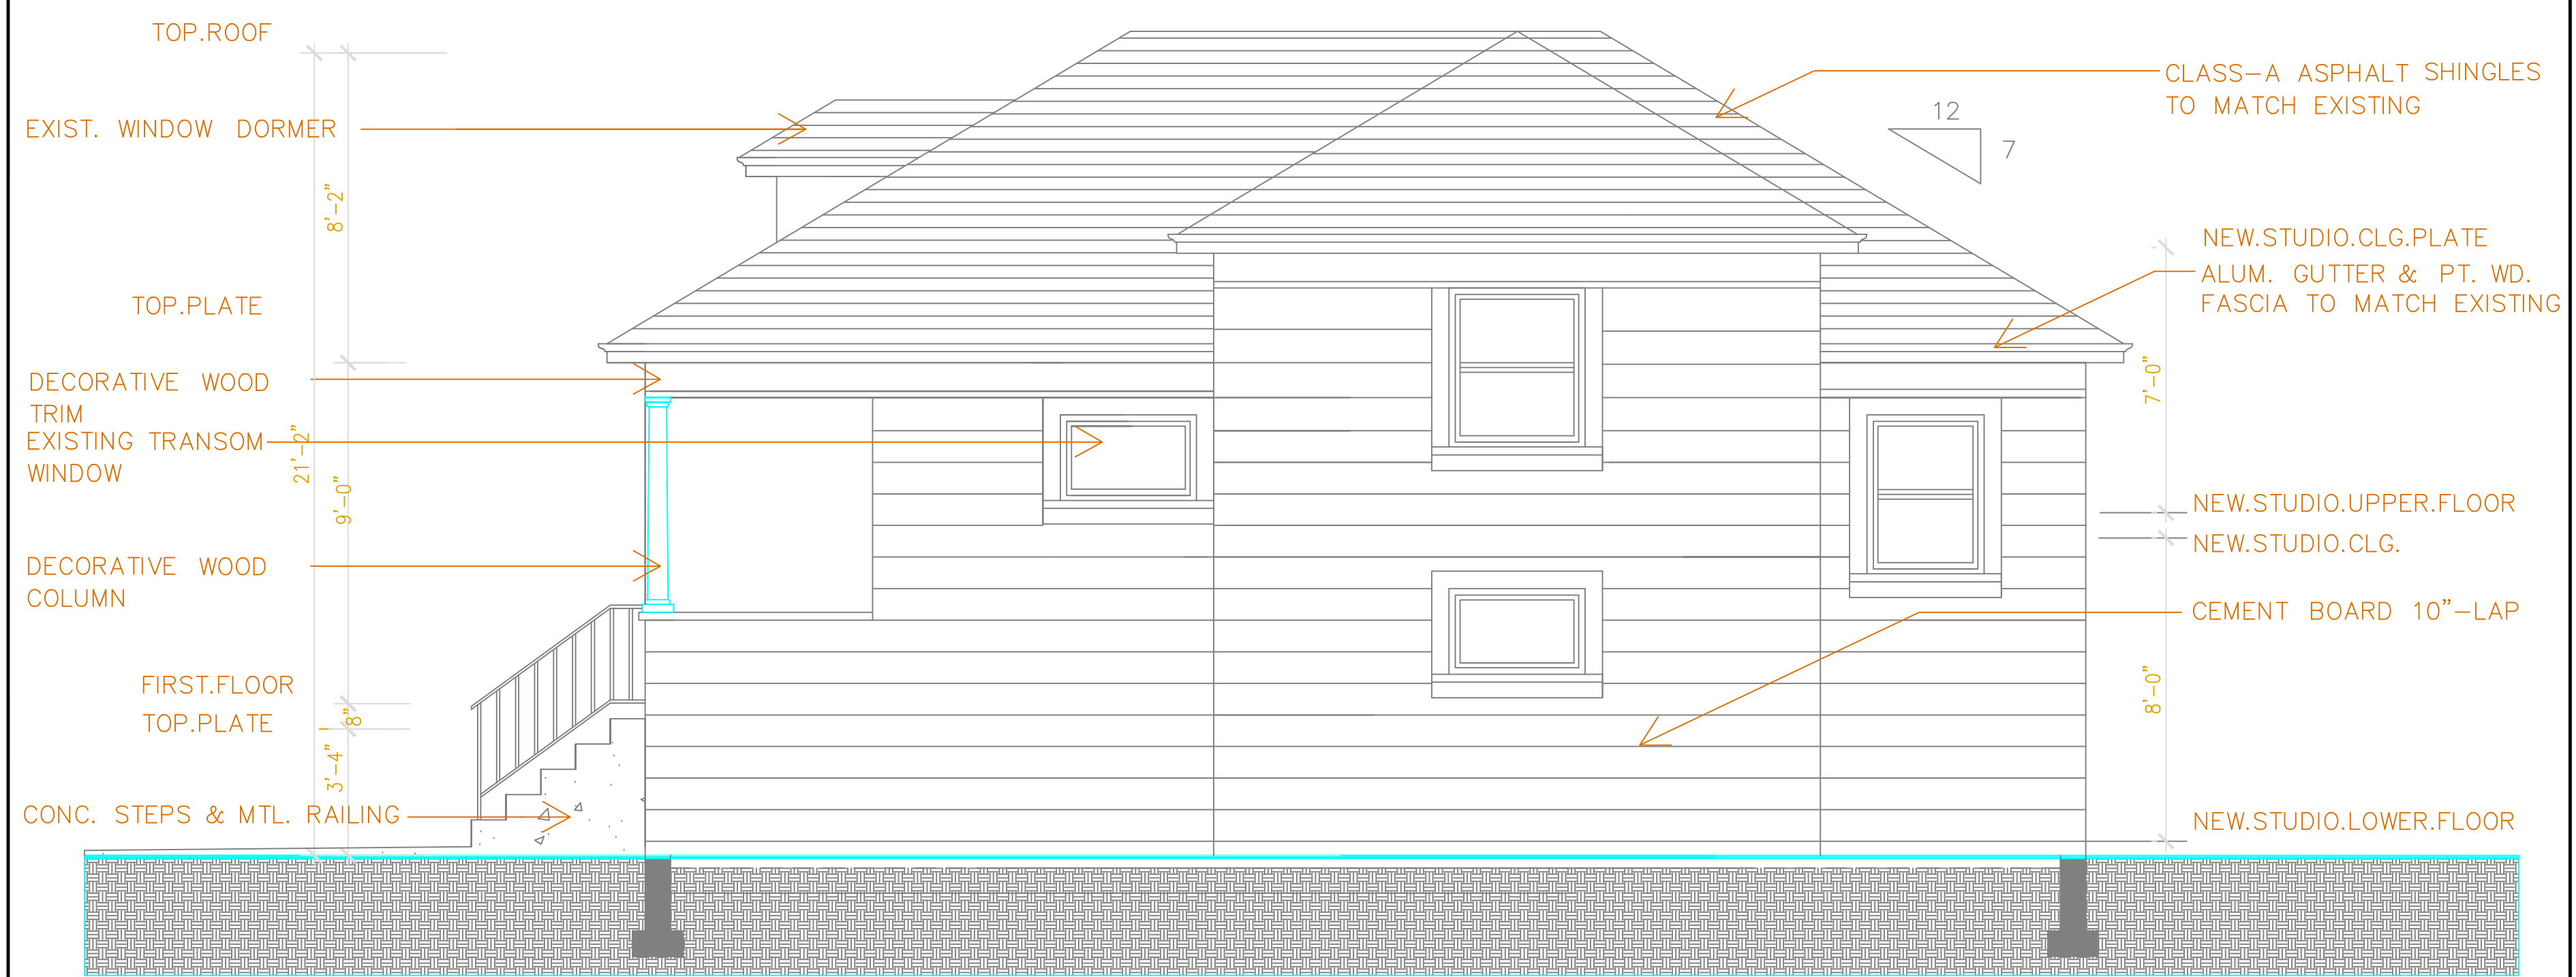 TOP.ROOF
EXIST. WINDOW DORMER
8'-2"
TOP.PLATE
DECORATIVE WOOD
TRIM
EXISTING TRANSOM
WINDOW
21'-2"
9'-0"
DECORATIVE WOOD
COLUMN
FIRST.FLOOR
TOP.PLATE
8"
3'-4"
CONC. STEPS & MTL. RAILING
CLASS-A ASPHALT SHINGLES
TO MATCH EXISTING
12
7
NEW.STUDIO.CLG.PLATE
ALUM. GUTTER & PT. WD.
FASCIA TO MATCH EXISTING
7'-0"
NEW.STUDIO.UPPER.FLOOR
NEW.STUDIO.CLG.
CEMENT BOARD 10"-LAP
8'-0"
NEW.STUDIO.LOWER.FLOOR